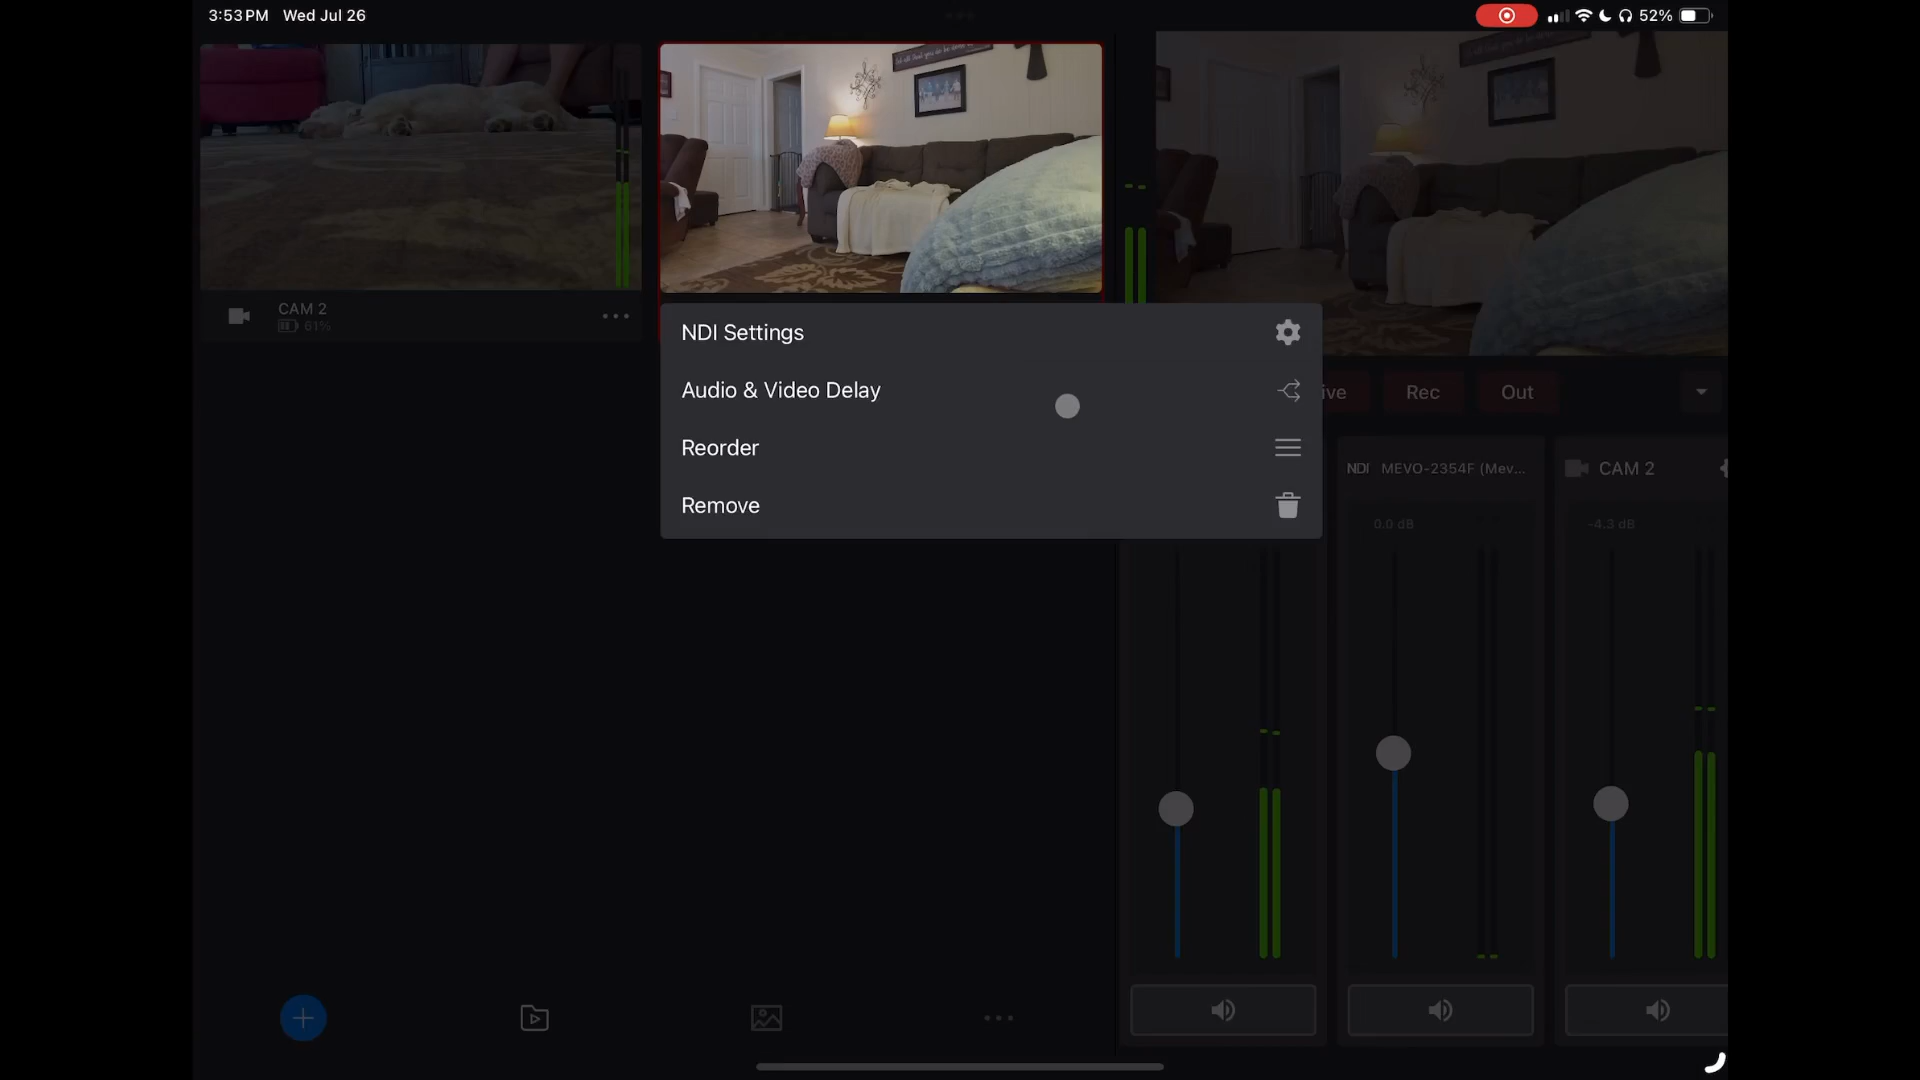 3:53 PM Wed Jul 26
52%
CAM 2
61%
NDI Settings
Audio & Video Delay
Reorder
Remove
Rec
Out
NDI MEVO-2354F (Mev...
CAM 2
0.0 dB
-4.3 dB